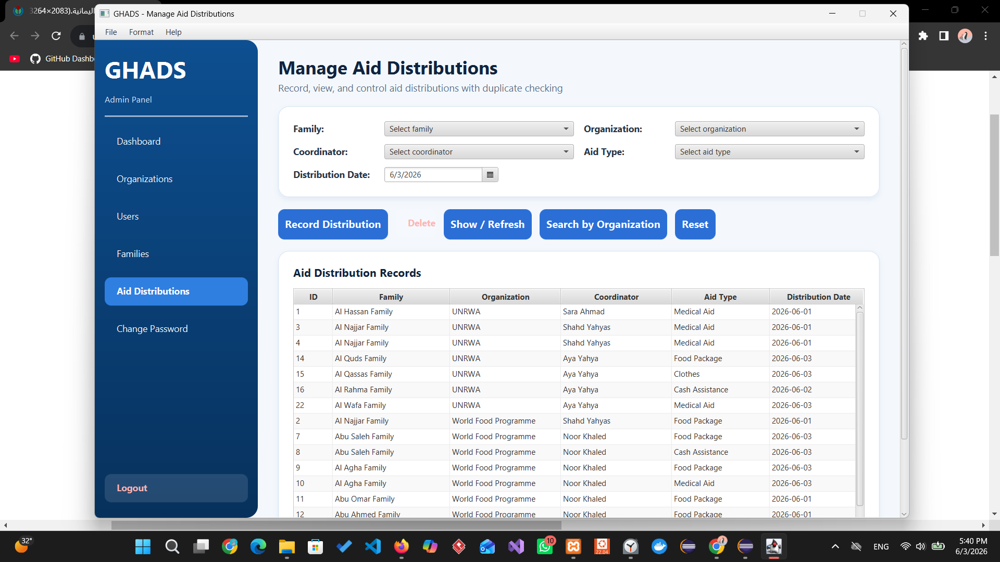 3264×2083).اليمانية
GHADS - Manage Aid Distributions
File Format Help
GitHub Dashb
GHADS
Admin Panel
Dashboard
Organizations
Users
Families
Aid Distributions
Change Password
Logout
Manage Aid Distributions
Record, view, and control aid distributions with duplicate checking
Family: Select family Organization: Select organization
Coordinator: Select coordinator Aid Type: Select aid type
Distribution Date: 6/3/2026
Record Distribution Delete Show / Refresh Search by Organization Reset
Aid Distribution Records
ID Family Organization Coordinator Aid Type Distribution Date
1 Al Hassan Family UNRWA Sara Ahmad Medical Aid 2026-06-01
3 Al Najjar Family UNRWA Shahd Yahyas Medical Aid 2026-06-01
4 Al Najjar Family UNRWA Shahd Yahyas Medical Aid 2026-06-01
14 Al Quds Family UNRWA Aya Yahya Food Package 2026-06-03
15 Al Qassas Family UNRWA Aya Yahya Clothes 2026-06-03
16 Al Rahma Family UNRWA Aya Yahya Cash Assistance 2026-06-02
22 Al Wafa Family UNRWA Aya Yahya Medical Aid 2026-06-03
2 Al Najjar Family World Food Programme Shahd Yahyas Food Package 2026-06-01
7 Abu Saleh Family World Food Programme Noor Khaled Food Package 2026-06-03
8 Abu Saleh Family World Food Programme Noor Khaled Cash Assistance 2026-06-03
9 Al Agha Family World Food Programme Noor Khaled Food Package 2026-06-03
10 Al Agha Family World Food Programme Noor Khaled Medical Aid 2026-06-03
11 Abu Omar Family World Food Programme Noor Khaled Food Package 2026-06-01
12 Abu Ahmed Family World Food Programme Noor Khaled Food Package 2026-06-01
32°
10
22.04
ENG
5:40 PM
6/3/2026